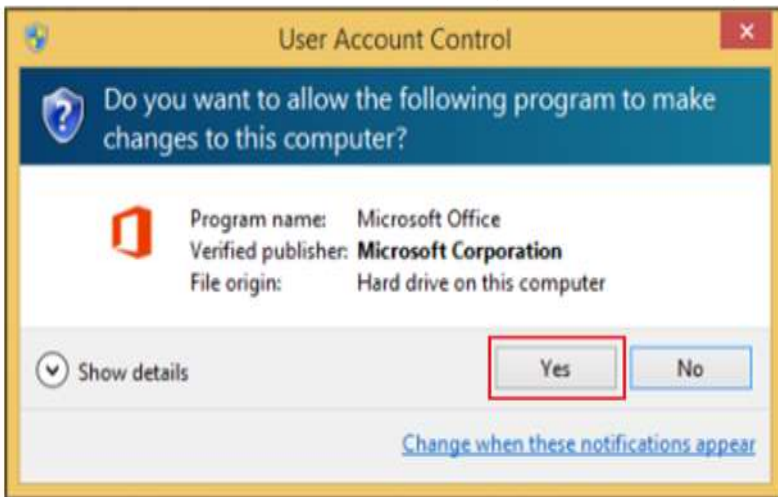 User Account Control
Do you want to allow the following program to make
changes to this computer?
Program name: Microsoft Office
Verified publisher: Microsoft Corporation
File origin: Hard drive on this computer
Show details Yes No
Change when these notifications appear